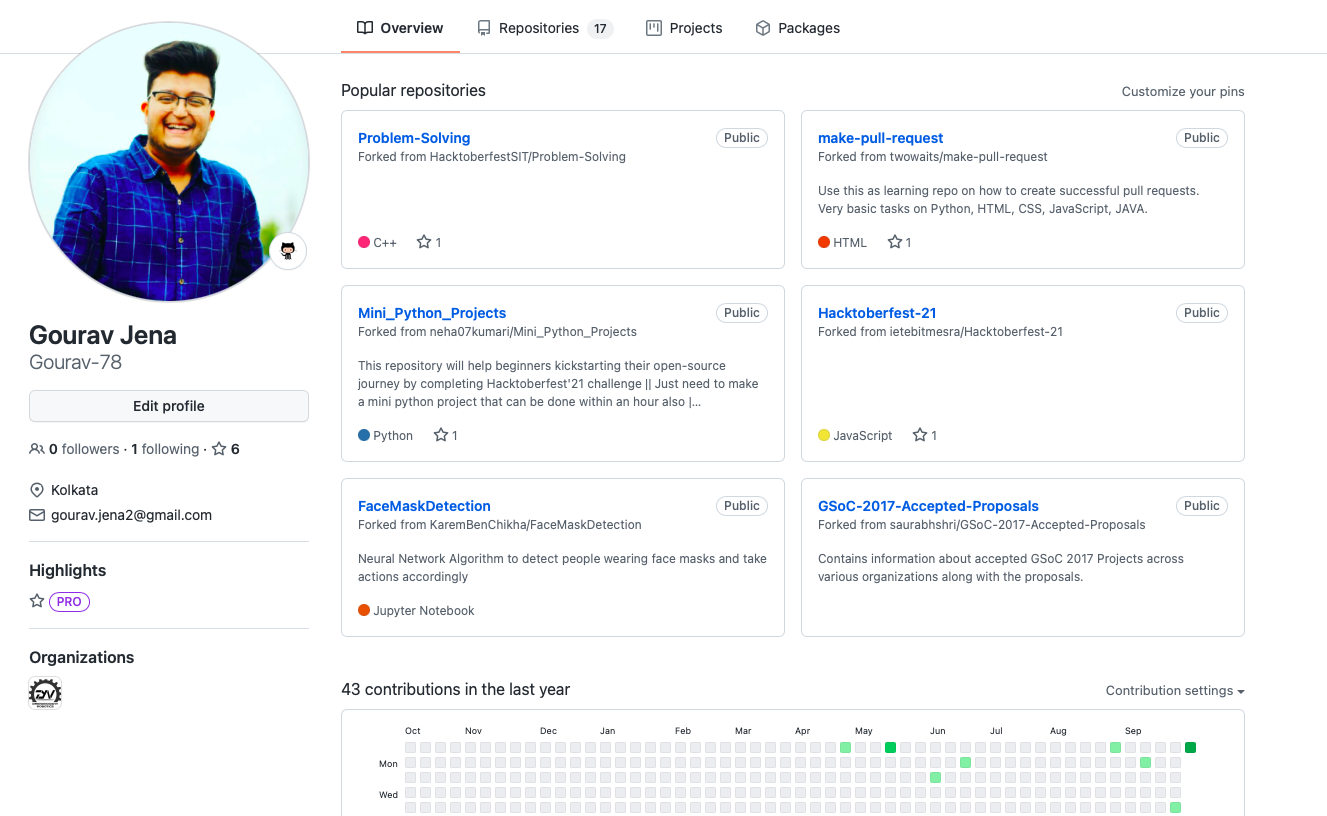 Overview
Repositories 17
Projects
Packages
Gourav Jena
Gourav-78
Edit profile
0 followers · 1 following · 6
Kolkata
gourav.jena2@gmail.com
Highlights
PRO
Organizations
Popular repositories
Customize your pins
Problem-Solving
Public
Forked from HacktoberfestSIT/Problem-Solving
C++ 1
make-pull-request
Public
Forked from twowaits/make-pull-request
Use this as learning repo on how to create successful pull requests.
Very basic tasks on Python, HTML, CSS, JavaScript, JAVA.
HTML 1
Mini_Python_Projects
Public
Forked from neha07kumari/Mini_Python_Projects
This repository will help beginners kickstarting their open-source
journey by completing Hacktoberfest'21 challenge || Just need to make
a mini python project that can be done within an hour also |...
Python 1
Hacktoberfest-21
Public
Forked from ietebitmesra/Hacktoberfest-21
JavaScript 1
FaceMaskDetection
Public
Forked from KaremBenChikha/FaceMaskDetection
Neural Network Algorithm to detect people wearing face masks and take
actions accordingly
Jupyter Notebook
GSoC-2017-Accepted-Proposals
Public
Forked from saurabhshri/GSoC-2017-Accepted-Proposals
Contains information about accepted GSoC 2017 Projects across
various organizations along with the proposals.
43 contributions in the last year
Contribution settings
Oct Nov Dec Jan Feb Mar Apr May Jun Jul Aug Sep
Mon
Wed